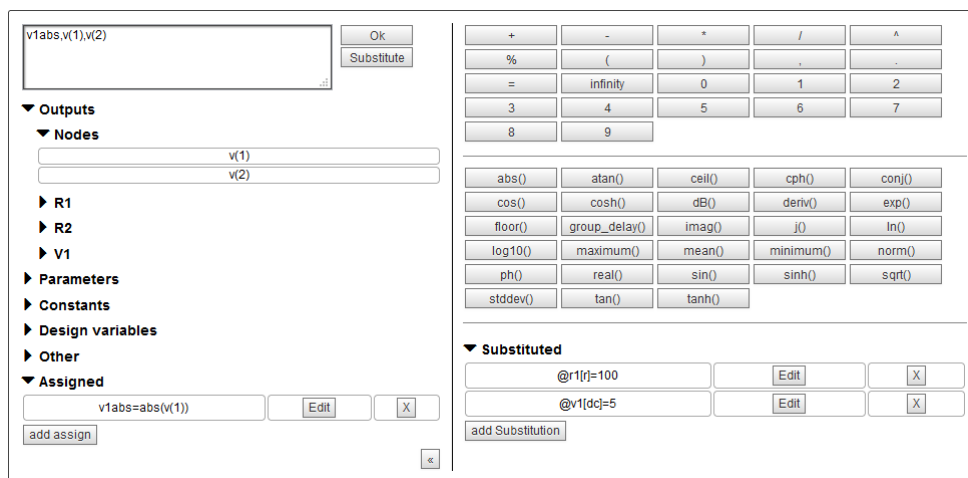 v1abs,v(1),v(2)
Ok
Substitute
Outputs
Nodes
v(1)
v(2)
R1
R2
V1
Parameters
Constants
Design variables
Other
Assigned
v1abs=abs(v(1)) Edit X
add assign
«
+ - * / ^
% ( ) , .
= infinity 0 1 2
3 4 5 6 7
8 9
abs() atan() ceil() cph() conj()
cos() cosh() dB() deriv() exp()
floor() group_delay() imag() j() ln()
log10() maximum() mean() minimum() norm()
ph() real() sin() sinh() sqrt()
stddev() tan() tanh()
Substituted
@r1[r]=100 Edit X
@v1[dc]=5 Edit X
add Substitution